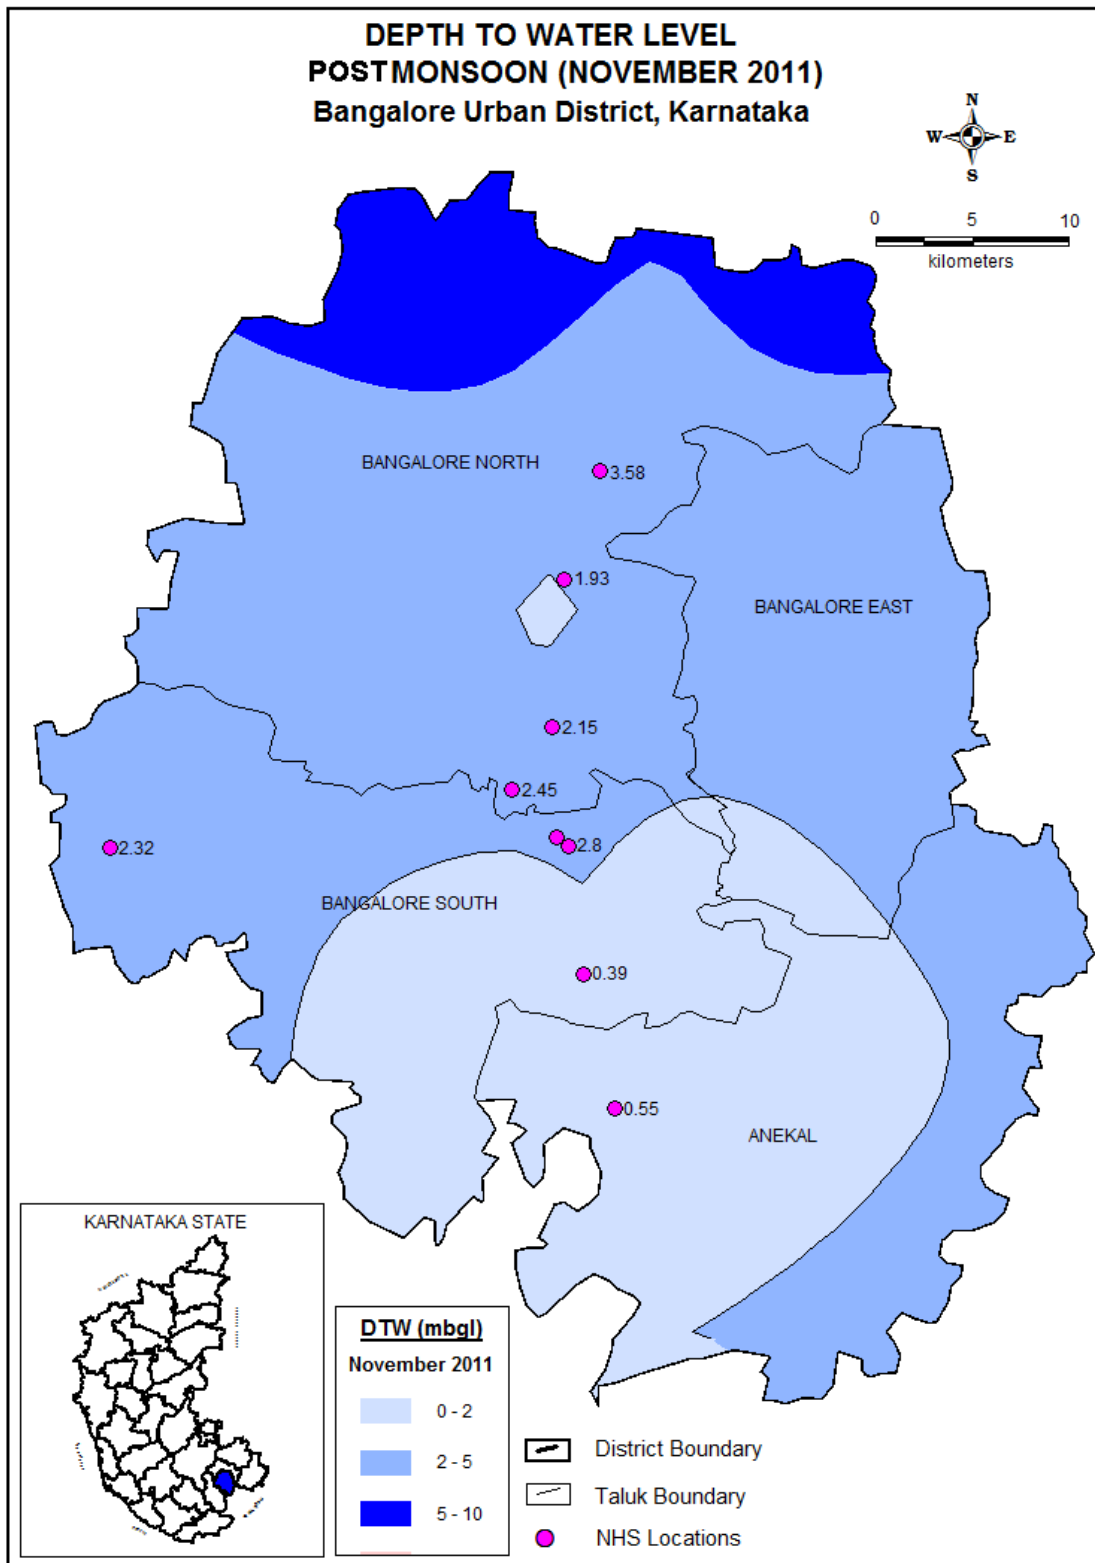 DEPTH TO WATER LEVEL
POSTMONSOON (NOVEMBER 2011)
Bangalore Urban District, Karnataka
N
W E
S
0 5 10
kilometers
BANGALORE NORTH
3.58
1.93
BANGALORE EAST
2.15
2.45
2.32
2.8
BANGALORE SOUTH
0.39
0.55
ANEKAL
KARNATAKA STATE
DTW (mbgl)
November 2011
0 - 2
2 - 5
5 - 10
District Boundary
Taluk Boundary
NHS Locations